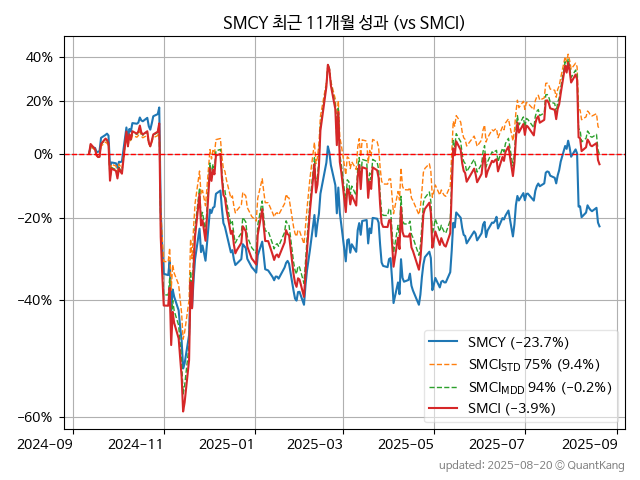 SMCY 최근 11개월 성과 (vs SMCI)
40%
20%
0%
−20%
−40%
−60%
SMCY (−23.7%)
SMCI_STD 75% (9.4%)
SMCI_MDD 94% (−0.2%)
SMCI (−3.9%)
2024-09 2024-11 2025-01 2025-03 2025-05 2025-07 2025-09
updated: 2025-08-20 © QuantKang